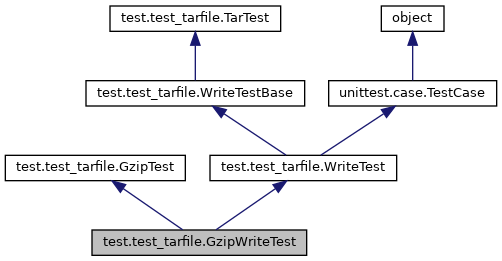 test.test_tarfile.TarTest
object
test.test_tarfile.WriteTestBase
unittest.case.TestCase
test.test_tarfile.GzipTest
test.test_tarfile.WriteTest
test.test_tarfile.GzipWriteTest